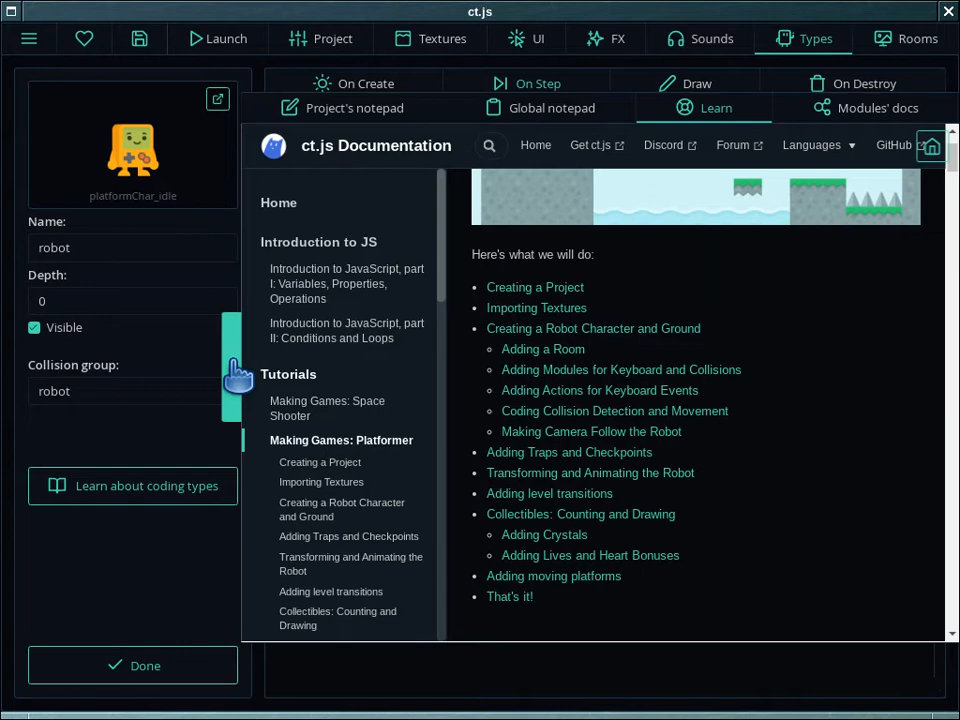 ct.js
Launch
Project
Textures
UI
FX
Sounds
Types
Rooms
On Create
On Step
Draw
On Destroy
platformChar_idle
Name:
robot
Depth:
0
Visible
Collision group:
robot
Learn about coding types
Done
Project's notepad
Global notepad
Learn
Modules' docs
ct.js Documentation
Home
Get ct.js
Discord
Forum
Languages
GitHub
Home
Introduction to JS
Introduction to JavaScript, part
I: Variables, Properties,
Operations
Introduction to JavaScript, part
II: Conditions and Loops
Tutorials
Making Games: Space
Shooter
Making Games: Platformer
Creating a Project
Importing Textures
Creating a Robot Character
and Ground
Adding Traps and Checkpoints
Transforming and Animating the
Robot
Adding level transitions
Collectibles: Counting and
Drawing
Here's what we will do:
Creating a Project
Importing Textures
Creating a Robot Character and Ground
Adding a Room
Adding Modules for Keyboard and Collisions
Adding Actions for Keyboard Events
Coding Collision Detection and Movement
Making Camera Follow the Robot
Adding Traps and Checkpoints
Transforming and Animating the Robot
Adding level transitions
Collectibles: Counting and Drawing
Adding Crystals
Adding Lives and Heart Bonuses
Adding moving platforms
That's it!